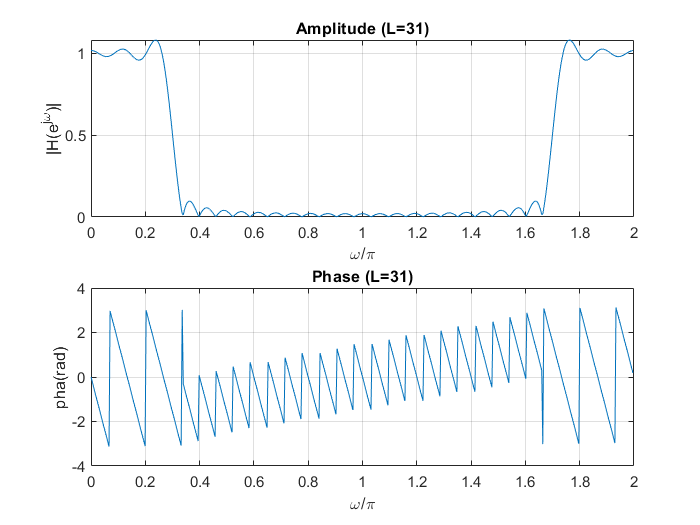 Amplitude (L=31)
|H(e^jω)|
1
0.5
0
0 0.2 0.4 0.6 0.8 1 1.2 1.4 1.6 1.8 2
ω/π
Phase (L=31)
pha(rad)
4
2
0
-2
-4
0 0.2 0.4 0.6 0.8 1 1.2 1.4 1.6 1.8 2
ω/π